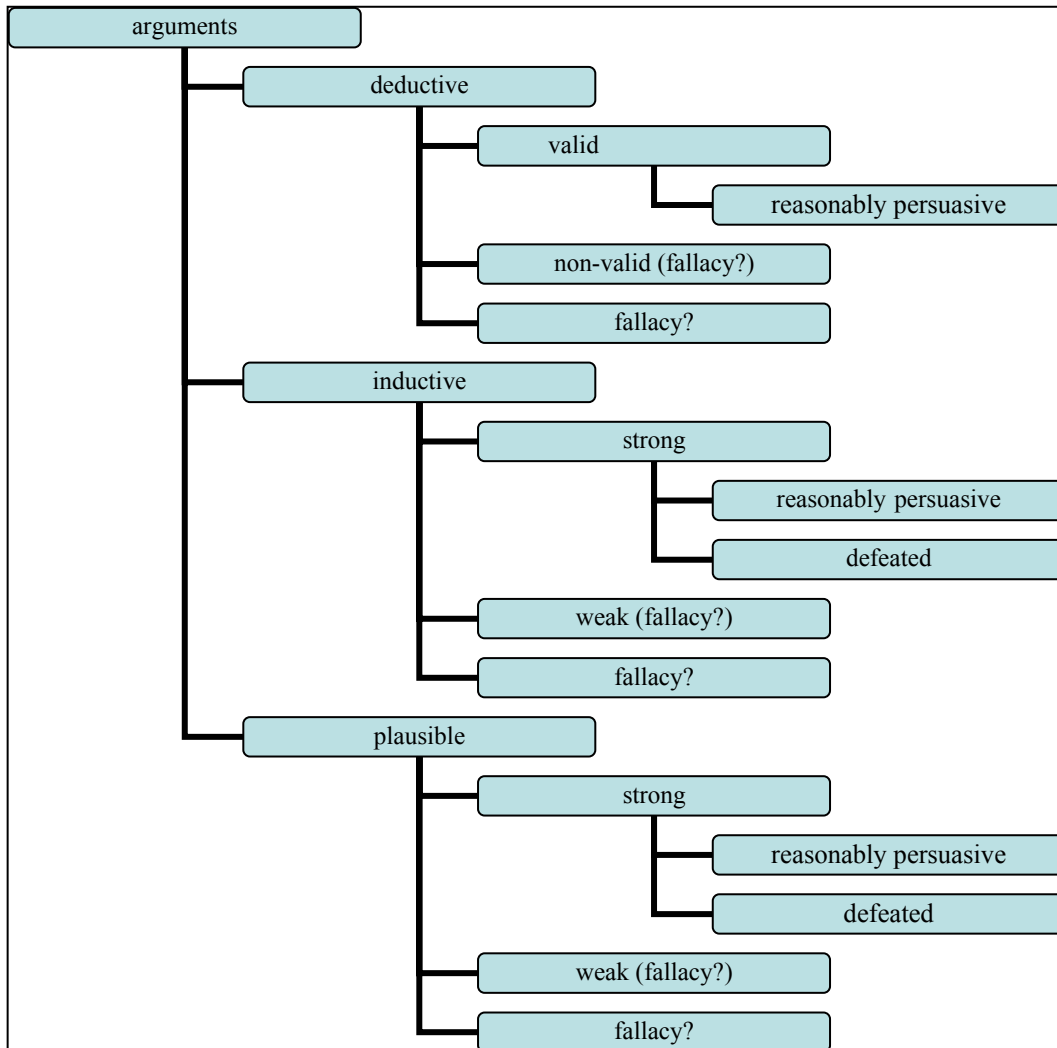 arguments
deductive
valid
reasonably persuasive
non-valid (fallacy?)
fallacy?
inductive
strong
reasonably persuasive
defeated
weak (fallacy?)
fallacy?
plausible
strong
reasonably persuasive
defeated
weak (fallacy?)
fallacy?